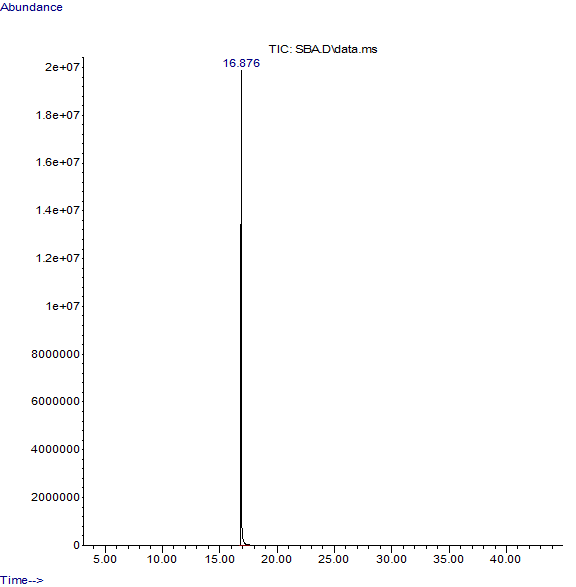 Abundance
TIC: SBA.D\data.ms
16.876
2e+07
1.8e+07
1.6e+07
1.4e+07
1.2e+07
1e+07
8000000
6000000
4000000
2000000
0
5.00 10.00 15.00 20.00 25.00 30.00 35.00 40.00
Time-->